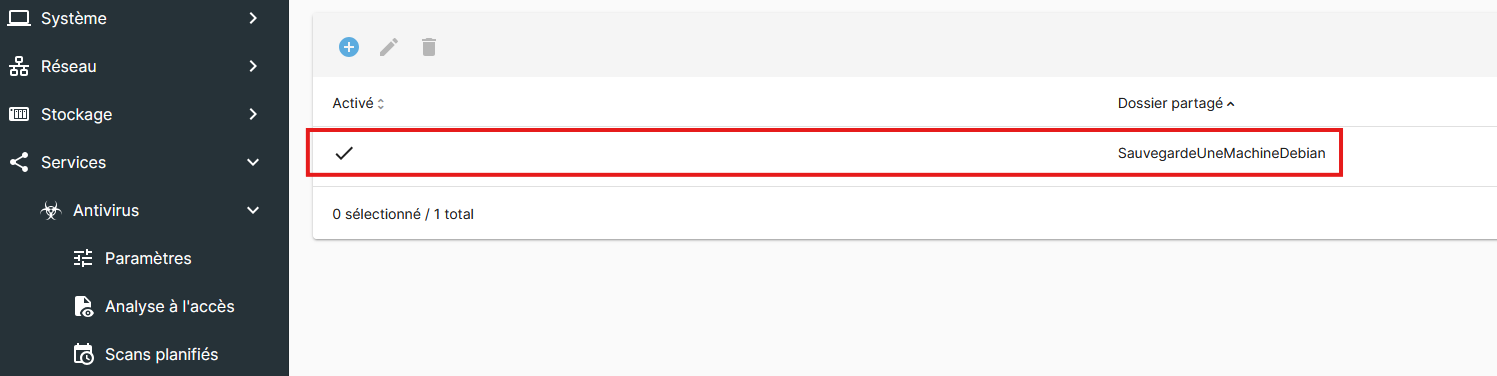 Système
Réseau
Stockage
Services
Antivirus
Paramètres
Analyse à l'accès
Scans planifiés
Activé
Dossier partagé
SauvegardeUneMachineDebian
0 sélectionné / 1 total